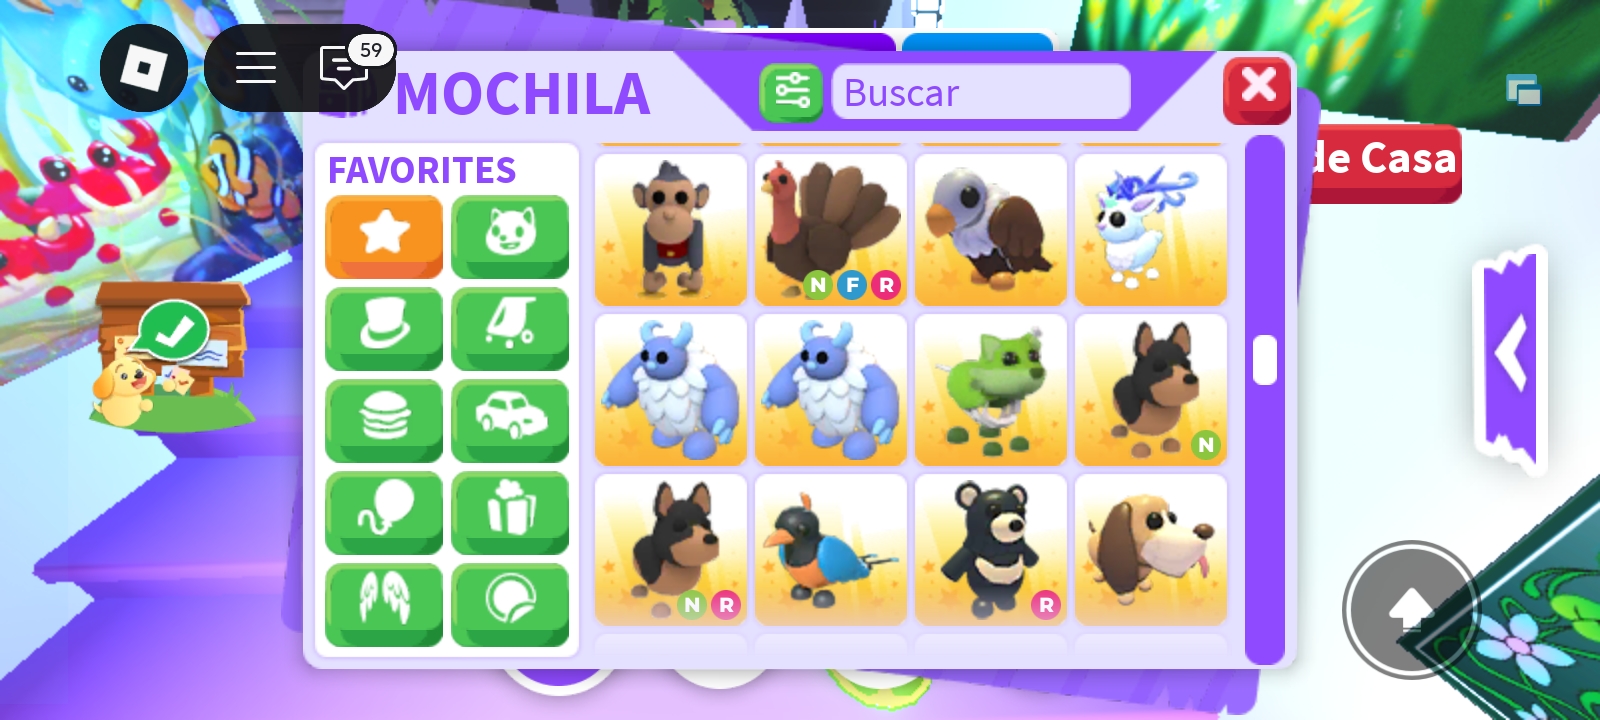 59
MOCHILA
Buscar
de Casa
FAVORITES
N F R
N
N R
R